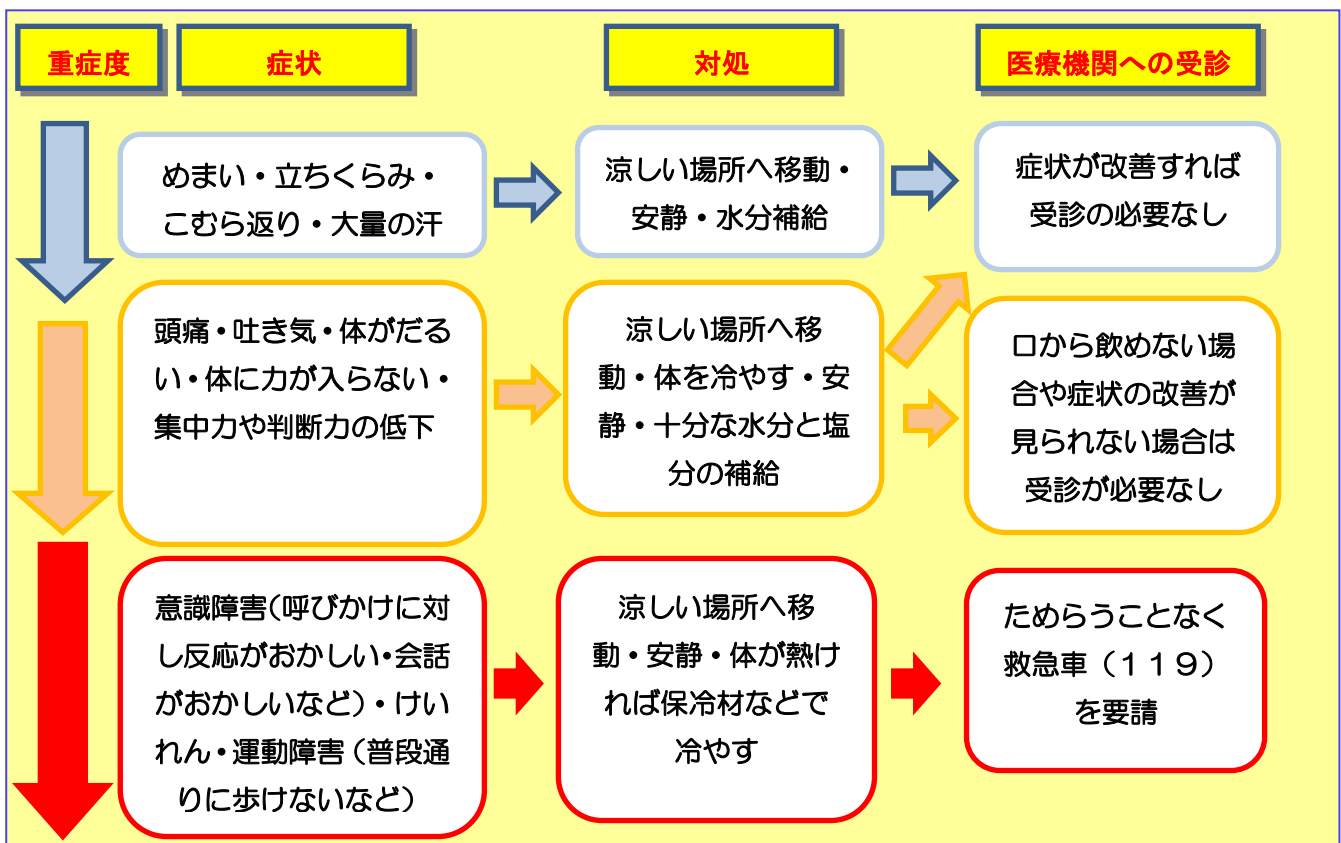 重症度
症状
対処
医療機関への受診
めまい・立ちくらみ・
こむら返り・大量の汗
涼しい場所へ移動・
安静・水分補給
症状が改善すれば
受診の必要なし
頭痛・吐き気・体がだる
い・体に力が入らない・
集中力や判断力の低下
涼しい場所へ移
動・体を冷やす・安
静・十分な水分と塩
分の補給
口から飲めない場
合や症状の改善が
見られない場合は
受診が必要なし
意識障害(呼びかけに対
し反応がおかしい・会話
がおかしいなど)・けい
れん・運動障害(普段通
りに歩けないなど)
涼しい場所へ移
動・安静・体が熱け
れば保冷材などで
冷やす
ためらうことなく
救急車(119)
を要請